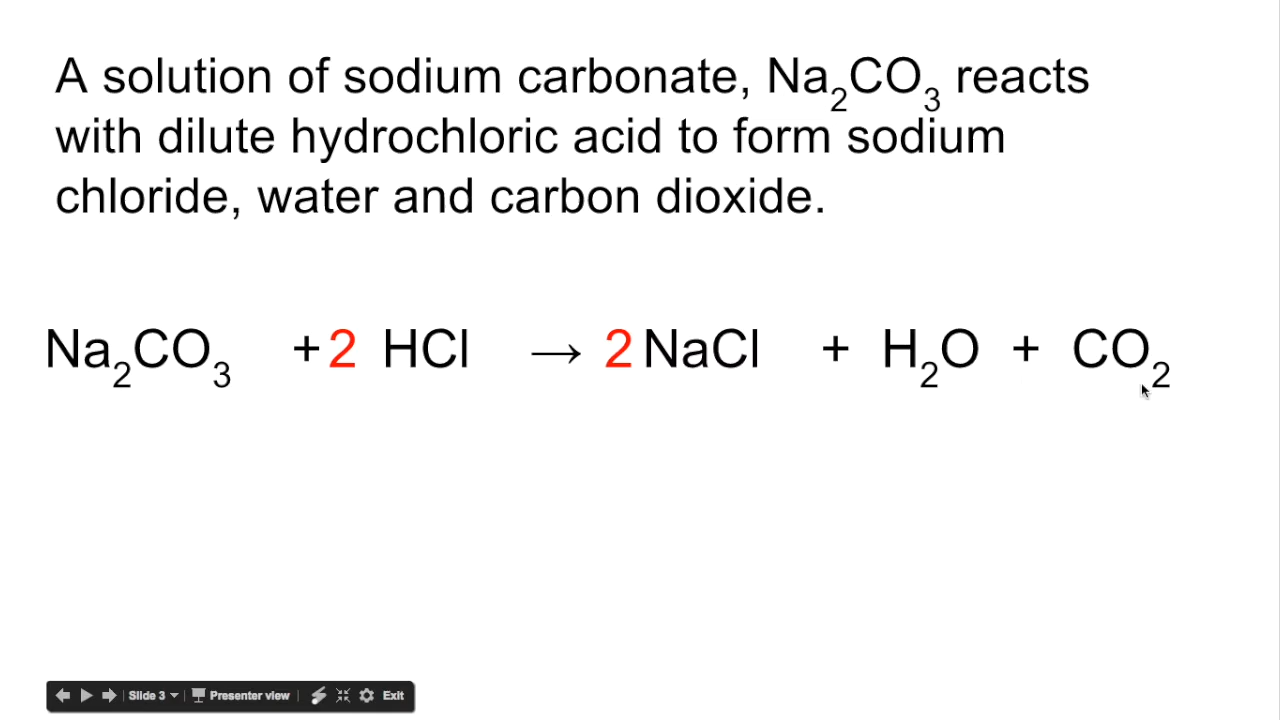 A solution of sodium carbonate, Na₂CO₃ reacts
with dilute hydrochloric acid to form sodium
chloride, water and carbon dioxide.
Na₂CO₃ + 2 HCl → 2 NaCl + H₂O + CO₂
Slide 3 Presenter view Exit